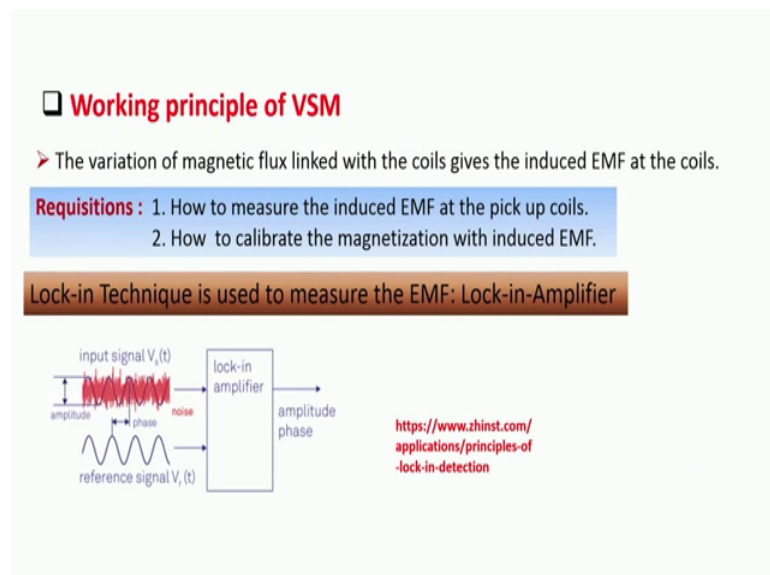 Working principle of VSM
The variation of magnetic flux linked with the coils gives the induced EMF at the coils.
Requisitions : 1. How to measure the induced EMF at the pick up coils.
2. How to calibrate the magnetization with induced EMF.
Lock-in Technique is used to measure the EMF: Lock-in-Amplifier
input signal Vₛ(t)
amplitude
phase
noise
reference signal Vᵣ(t)
lock-in
amplifier
amplitude
phase
https://www.zhinst.com/
applications/principles-of
-lock-in-detection